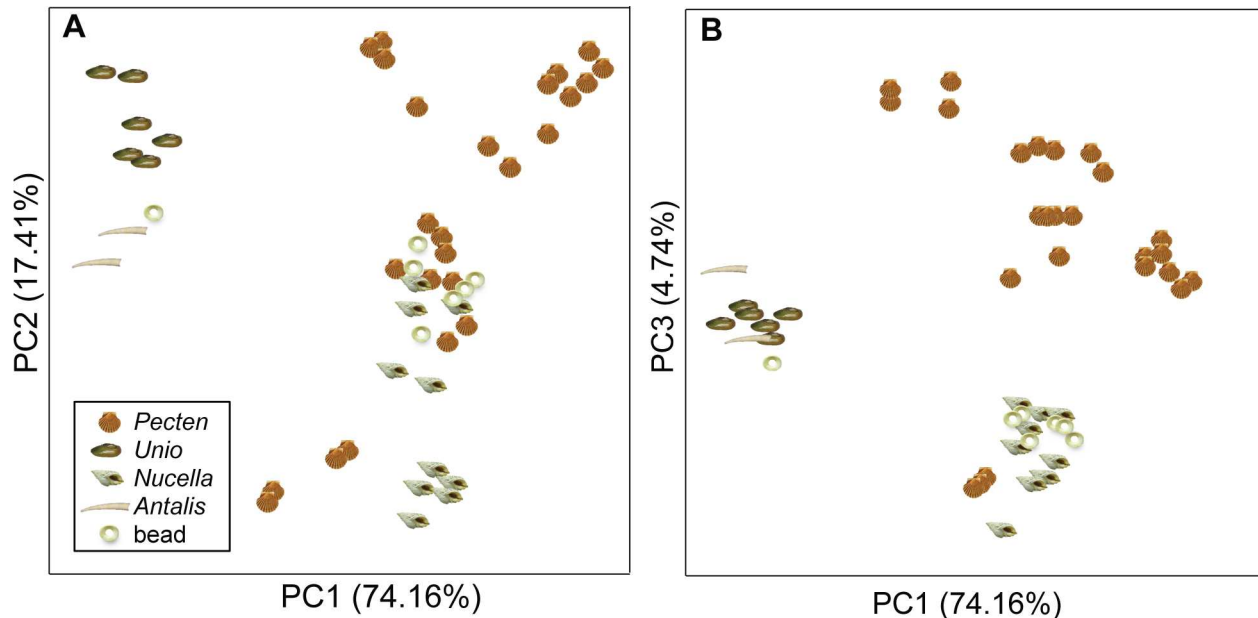 A
PC2 (17.41%)
Pecten
Unio
Nucella
Antalis
bead
PC1 (74.16%)
B
PC3 (4.74%)
PC1 (74.16%)